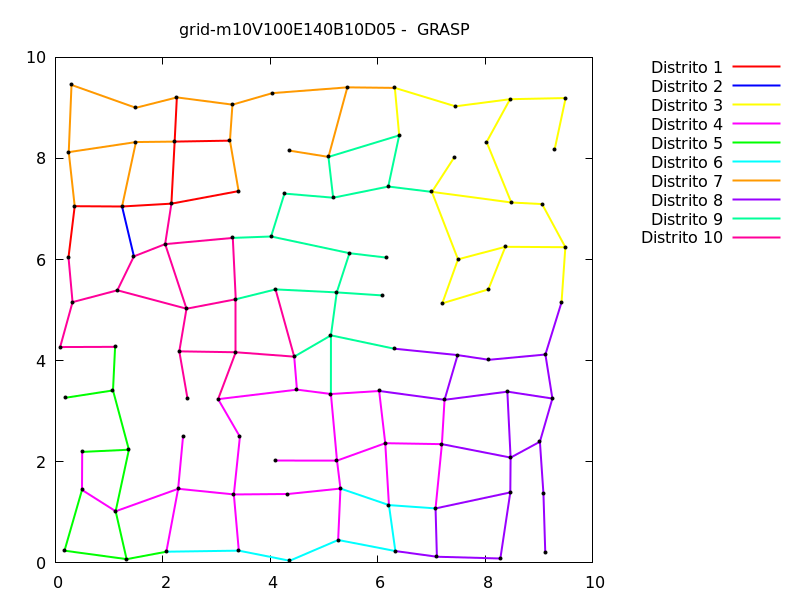 grid-m10V100E140B10D05 -  GRASP
10
8
6
4
2
0
0 2 4 6 8 10
Distrito 1
Distrito 2
Distrito 3
Distrito 4
Distrito 5
Distrito 6
Distrito 7
Distrito 8
Distrito 9
Distrito 10